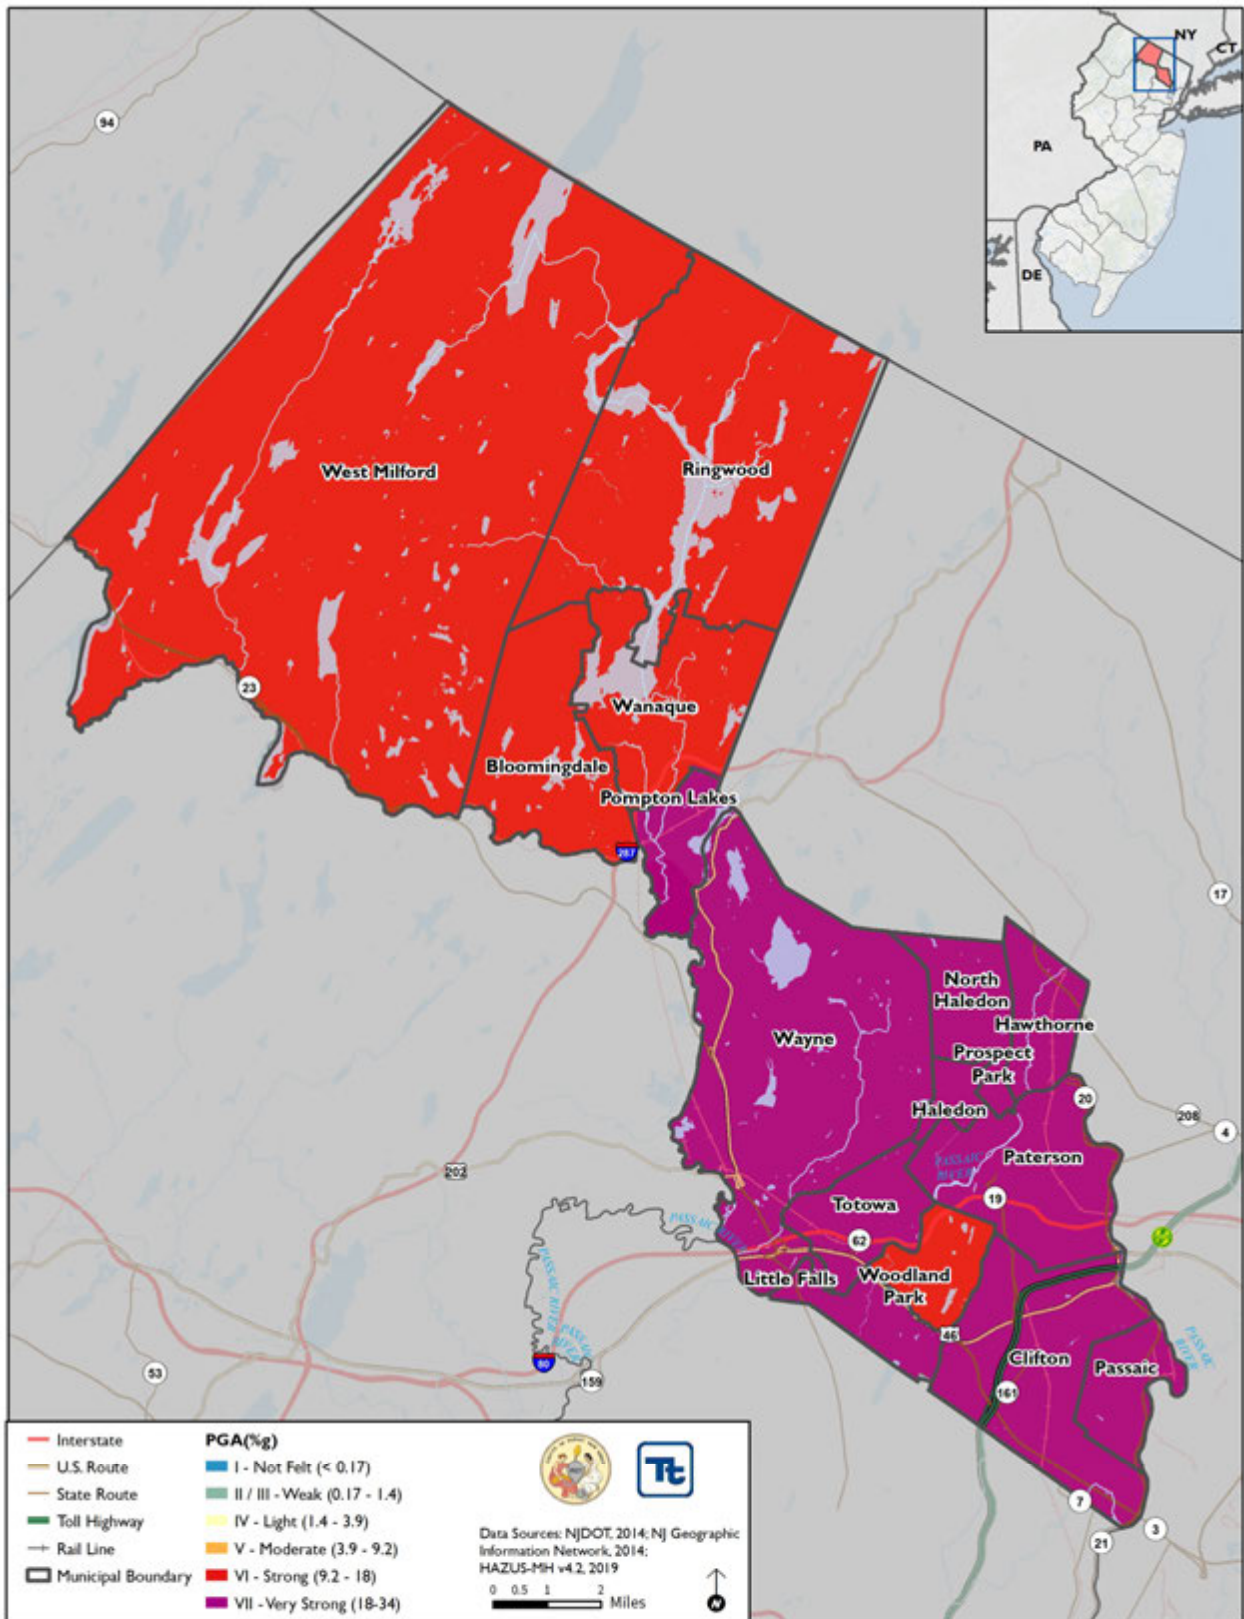 NY
CT
PA
DE
94
West Milford
Ringwood
23
Wanaque
Bloomingdale
Pompton Lakes
287
17
North
Haledon
Hawthorne
Wayne
Prospect
Park
Haledon
20
208
4
202
PASSAIC
RIVER
Paterson
Totowa
19
PASSAIC RIVER
62
Little Falls
Woodland
Park
PASSAIC RIVER
PASSAIC
RIVER
46
Clifton
Passaic
PASSAIC
RIVER
80
53
159
161
7
3
21
Interstate
U.S. Route
State Route
Toll Highway
Rail Line
Municipal Boundary
PGA(%g)
I - Not Felt (< 0.17)
II / III - Weak (0.17 - 1.4)
IV - Light (1.4 - 3.9)
V - Moderate (3.9 - 9.2)
VI - Strong (9.2 - 18)
VII - Very Strong (18-34)
Tt
Data Sources: NJDOT, 2014; NJ Geographic
Information Network, 2014;
HAZUS-MH v4.2, 2019
0 0.5 1 2
Miles
N